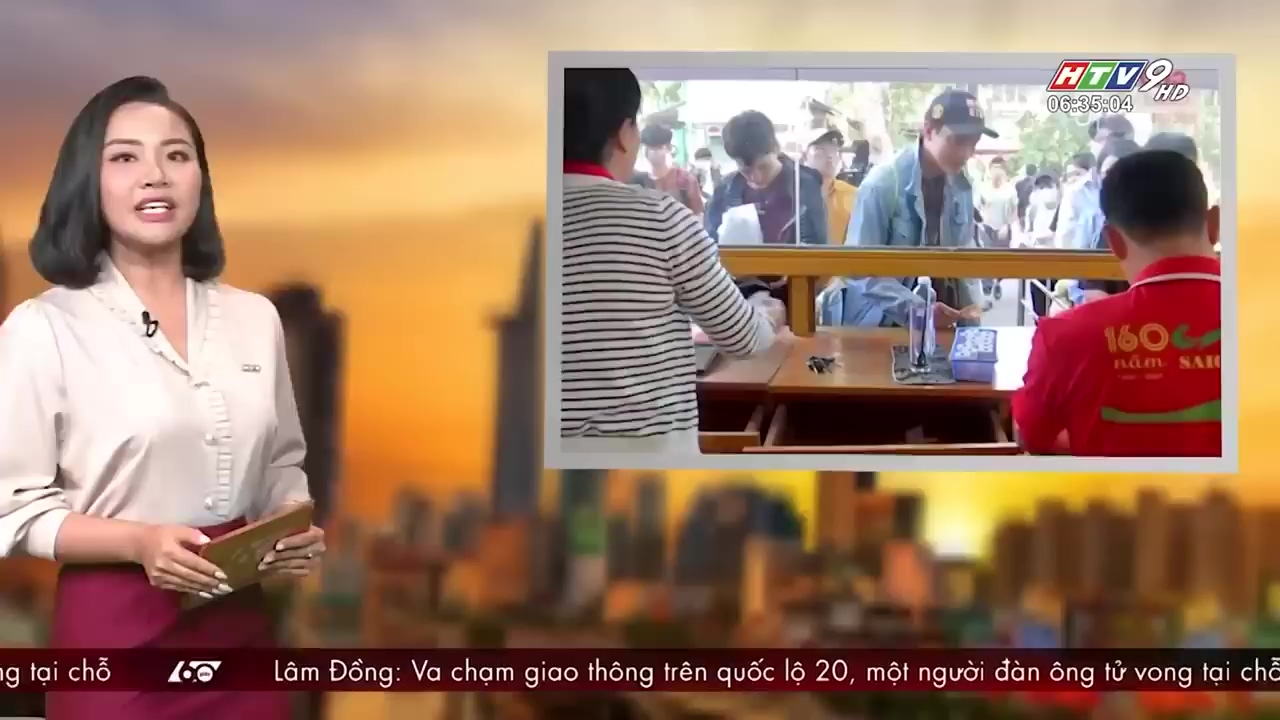 HTV9 HD
06:35:04
160
năm
ng tại chỗ
60
Lâm Đồng: Va chạm giao thông trên quốc lộ 20, một người đàn ông tử vong tại chỗ